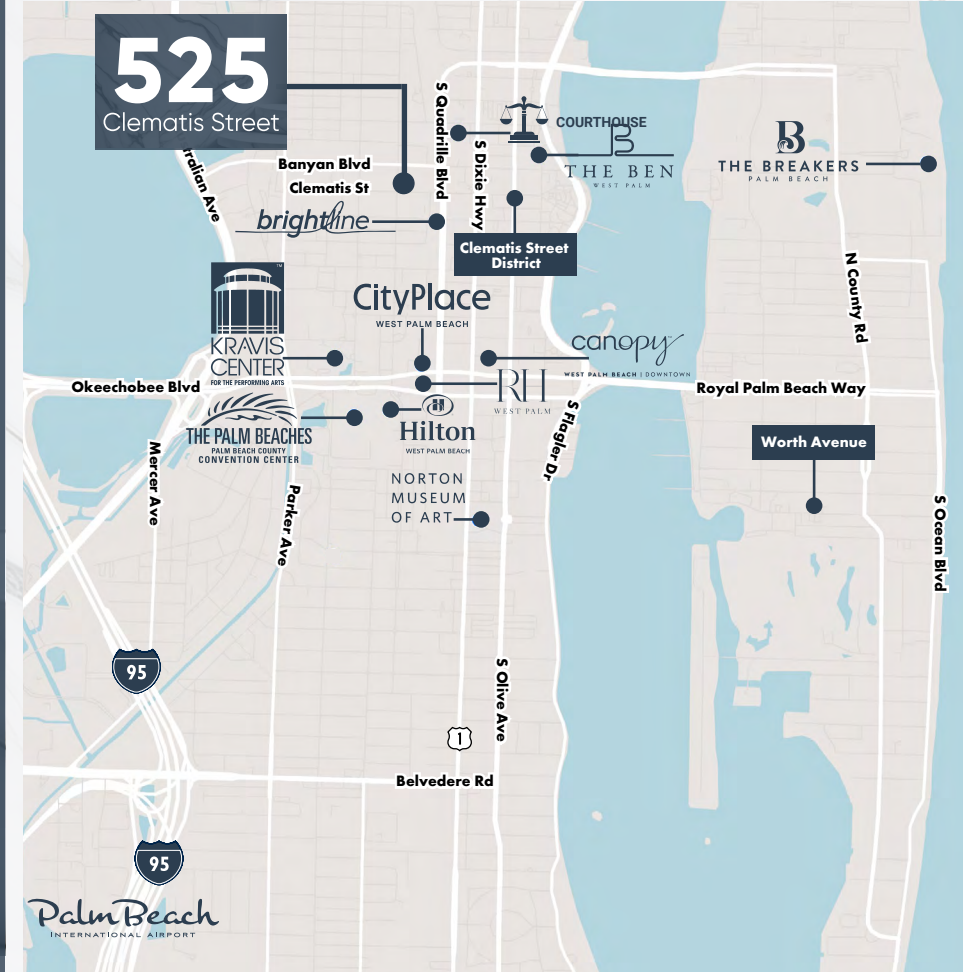 525
Clematis Street
tralian Ave
Banyan Blvd
Clematis St
brightline
S Quadrille Blvd
S Dixie Hwy
COURTHOUSE
B
THE BEN
WEST PALM
B
THE BREAKERS
PALM BEACH
Clematis Street
District
N County Rd
TM
KRAVIS
CENTER
FOR THE PERFORMING ARTS
CityPlace
WEST PALM BEACH
canopy
WEST PALM BEACH | DOWNTOWN
Okeechobee Blvd
RH
WEST PALM
Royal Palm Beach Way
THE PALM BEACHES
PALM BEACH COUNTY
CONVENTION CENTER
H
Hilton
WEST PALM BEACH
S Flagler Dr
Worth Avenue
Mercer Ave
Parker Ave
NORTON
MUSEUM
OF ART
S Ocean Blvd
95
S Olive Ave
1
Belvedere Rd
95
Palm Beach
INTERNATIONAL AIRPORT